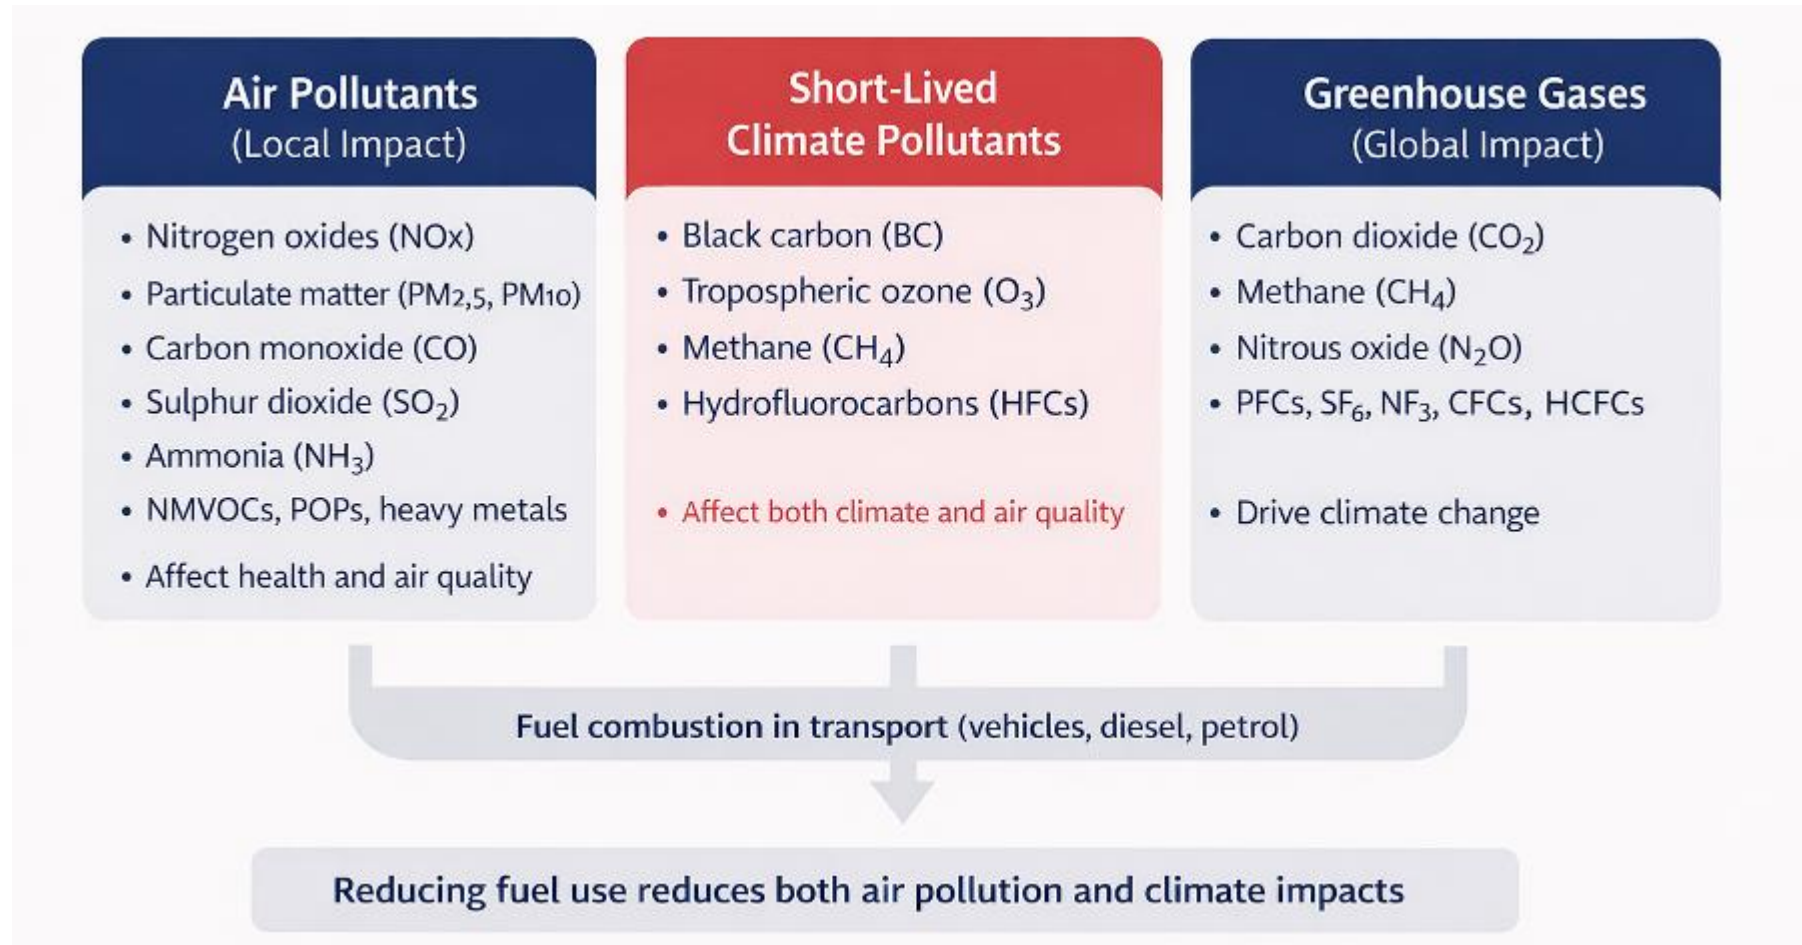 Air Pollutants
(Local Impact)
• Nitrogen oxides (NOx)
• Particulate matter (PM2,5, PM10)
• Carbon monoxide (CO)
• Sulphur dioxide (SO₂)
• Ammonia (NH₃)
• NMVOCs, POPs, heavy metals
• Affect health and air quality
Short-Lived
Climate Pollutants
• Black carbon (BC)
• Tropospheric ozone (O₃)
• Methane (CH₄)
• Hydrofluorocarbons (HFCs)
• Affect both climate and air quality
Greenhouse Gases
(Global Impact)
• Carbon dioxide (CO₂)
• Methane (CH₄)
• Nitrous oxide (N₂O)
• PFCs, SF₆, NF₃, CFCs, HCFCs
• Drive climate change
Fuel combustion in transport (vehicles, diesel, petrol)
Reducing fuel use reduces both air pollution and climate impacts